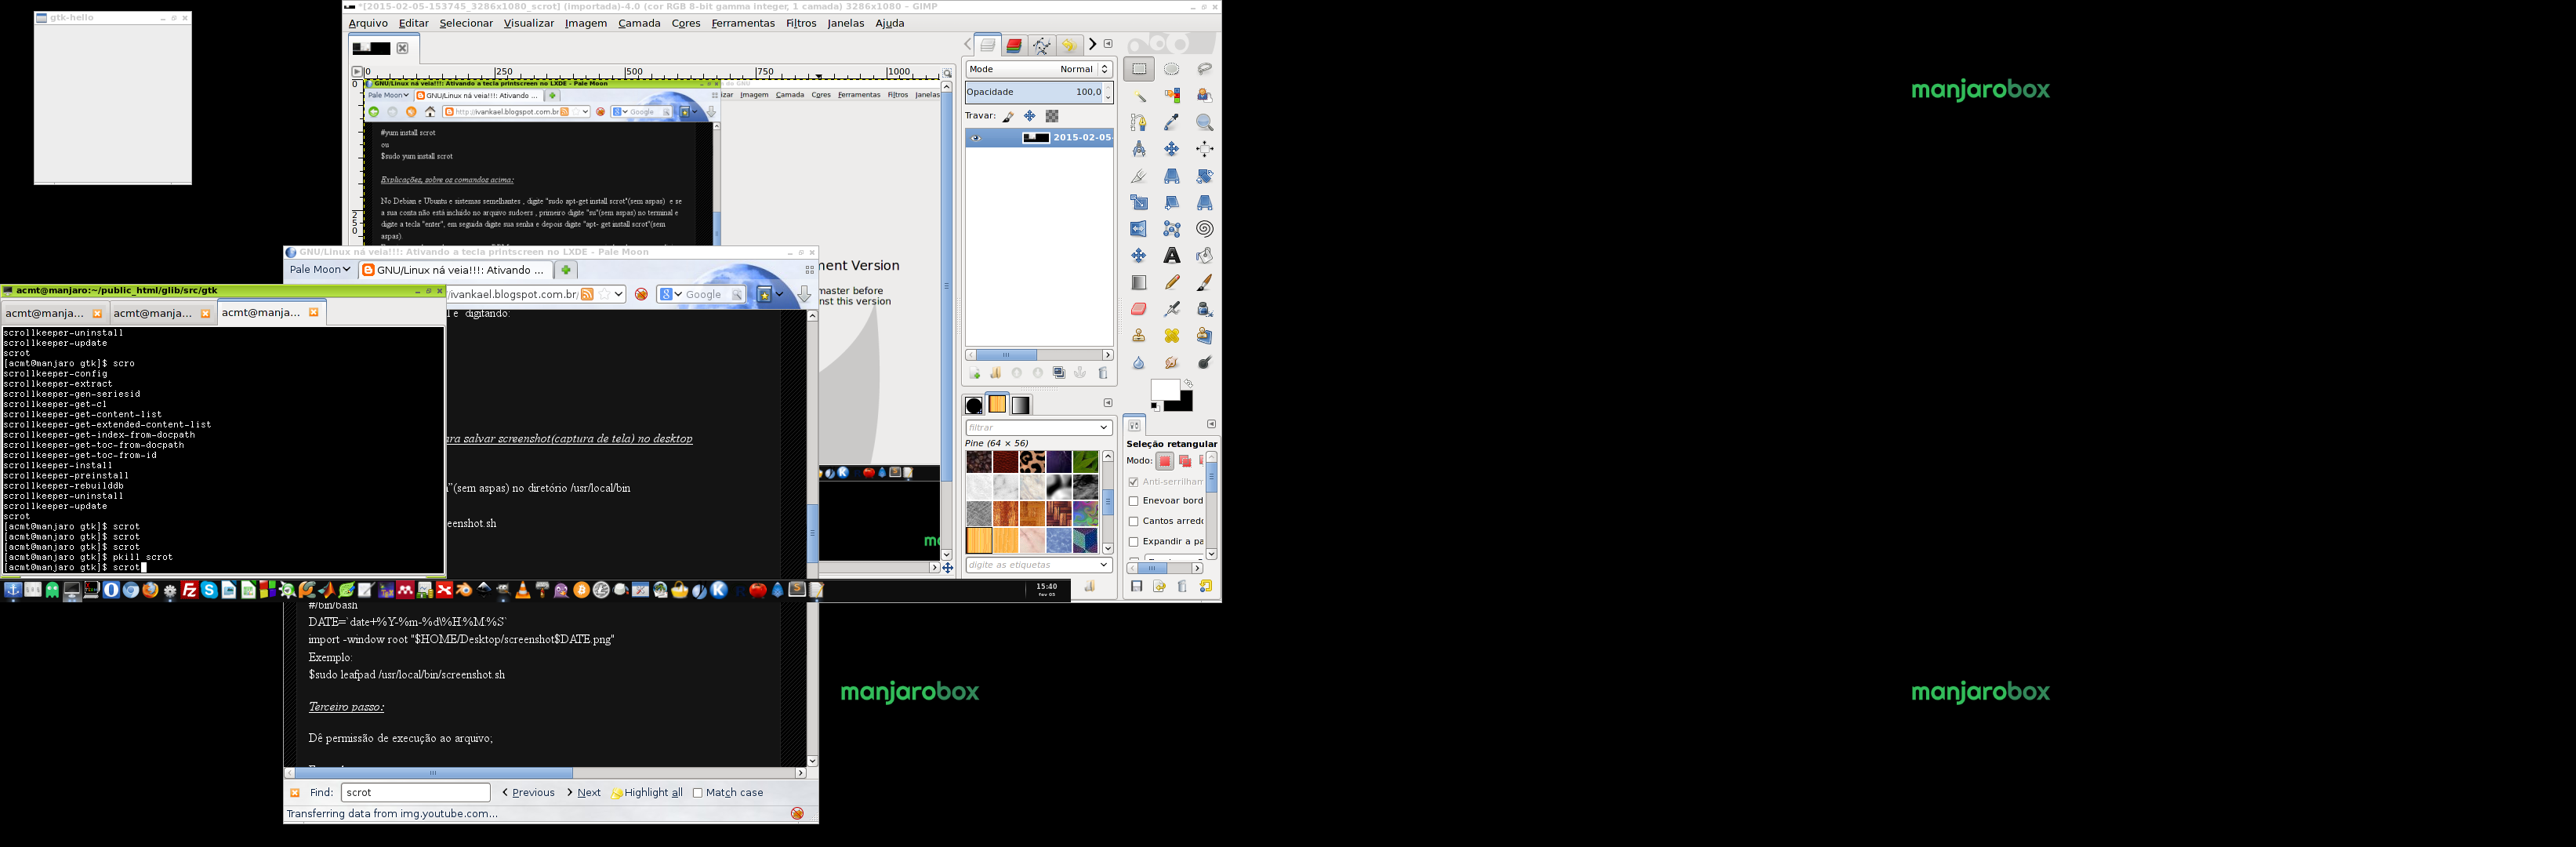 gtk-hello
*[2015-02-05-153745_3286x1080_scrot] (importada)-4.0 (cor RGB 8-bit gamma integer, 1 camada) 3286x1080 – GIMP
Arquivo Editar Selecionar Visualizar Imagem Camada Cores Ferramentas Filtros Janelas Ajuda
0 250 500 750 1000
GNU/Linux ná veia!!!: Ativando a tecla printscreen no LXDE - Pale Moon
Pale Moon GNU/Linux ná veia!!!: Ativando ...
izar Imagem Camada Cores Ferramentas Filtros Janelas
http://ivankael.blogspot.com.br Google
#yum install scrot
ou
$sudo yum install scrot
Explicações, sobre os comandos acima:
No Debian e Ubuntu e sistemas semelhantes , digite "sudo apt-get install scrot"(sem aspas) e se
a sua conta não está incluído no arquivo sudoers , primeiro digite "su"(sem aspas) no terminal e
digite a tecla "enter", em seguida digite sua senha e depois digite "apt- get install scrot"(sem
aspas).
ment Version
master before
nst this version
Mode Normal
Opacidade 100,0
Travar:
2015-02-05-
filtrar
Pine (64 × 56)
digite as etiquetas
Seleção retangular
Modo:
Anti-serrilham
Enevoar bord
Cantos arredo
Expandir a pa
GNU/Linux ná veia!!!: Ativando a tecla printscreen no LXDE - Pale Moon
Pale Moon GNU/Linux ná veia!!!: Ativando ...
/ivankael.blogspot.com.br/ Google
l e digitando:
ara salvar screenshot(captura de tela) no desktop
"(sem aspas) no diretório /usr/local/bin
eenshot.sh
acmt@manjaro:~/public_html/glib/src/gtk
acmt@manja... acmt@manja... acmt@manja...
scrollkeeper-uninstall
scrollkeeper-update
scrot
[acmt@manjaro gtk]$ scro
scrollkeeper-config
scrollkeeper-extract
scrollkeeper-gen-seriesid
scrollkeeper-get-cl
scrollkeeper-get-content-list
scrollkeeper-get-extended-content-list
scrollkeeper-get-index-from-docpath
scrollkeeper-get-toc-from-docpath
scrollkeeper-get-toc-from-id
scrollkeeper-install
scrollkeeper-preinstall
scrollkeeper-rebuilddb
scrollkeeper-uninstall
scrollkeeper-update
scrot
[acmt@manjaro gtk]$ scrot
[acmt@manjaro gtk]$ scrot
[acmt@manjaro gtk]$ scrot
[acmt@manjaro gtk]$ pkill scrot
[acmt@manjaro gtk]$ scrot
15:40
fev 05
#/bin/bash
DATE=`date+%Y-%m-%d\%H:%M:%S`
import -window root "$HOME/Desktop/screenshot$DATE.png"
Exemplo:
$sudo leafpad /usr/local/bin/screenshot.sh
Terceiro passo:
Dê permissão de execução ao arquivo;
Find: scrot Previous Next Highlight all Match case
Transferring data from img.youtube.com...
manjarobox
manjarobox
manjarobox